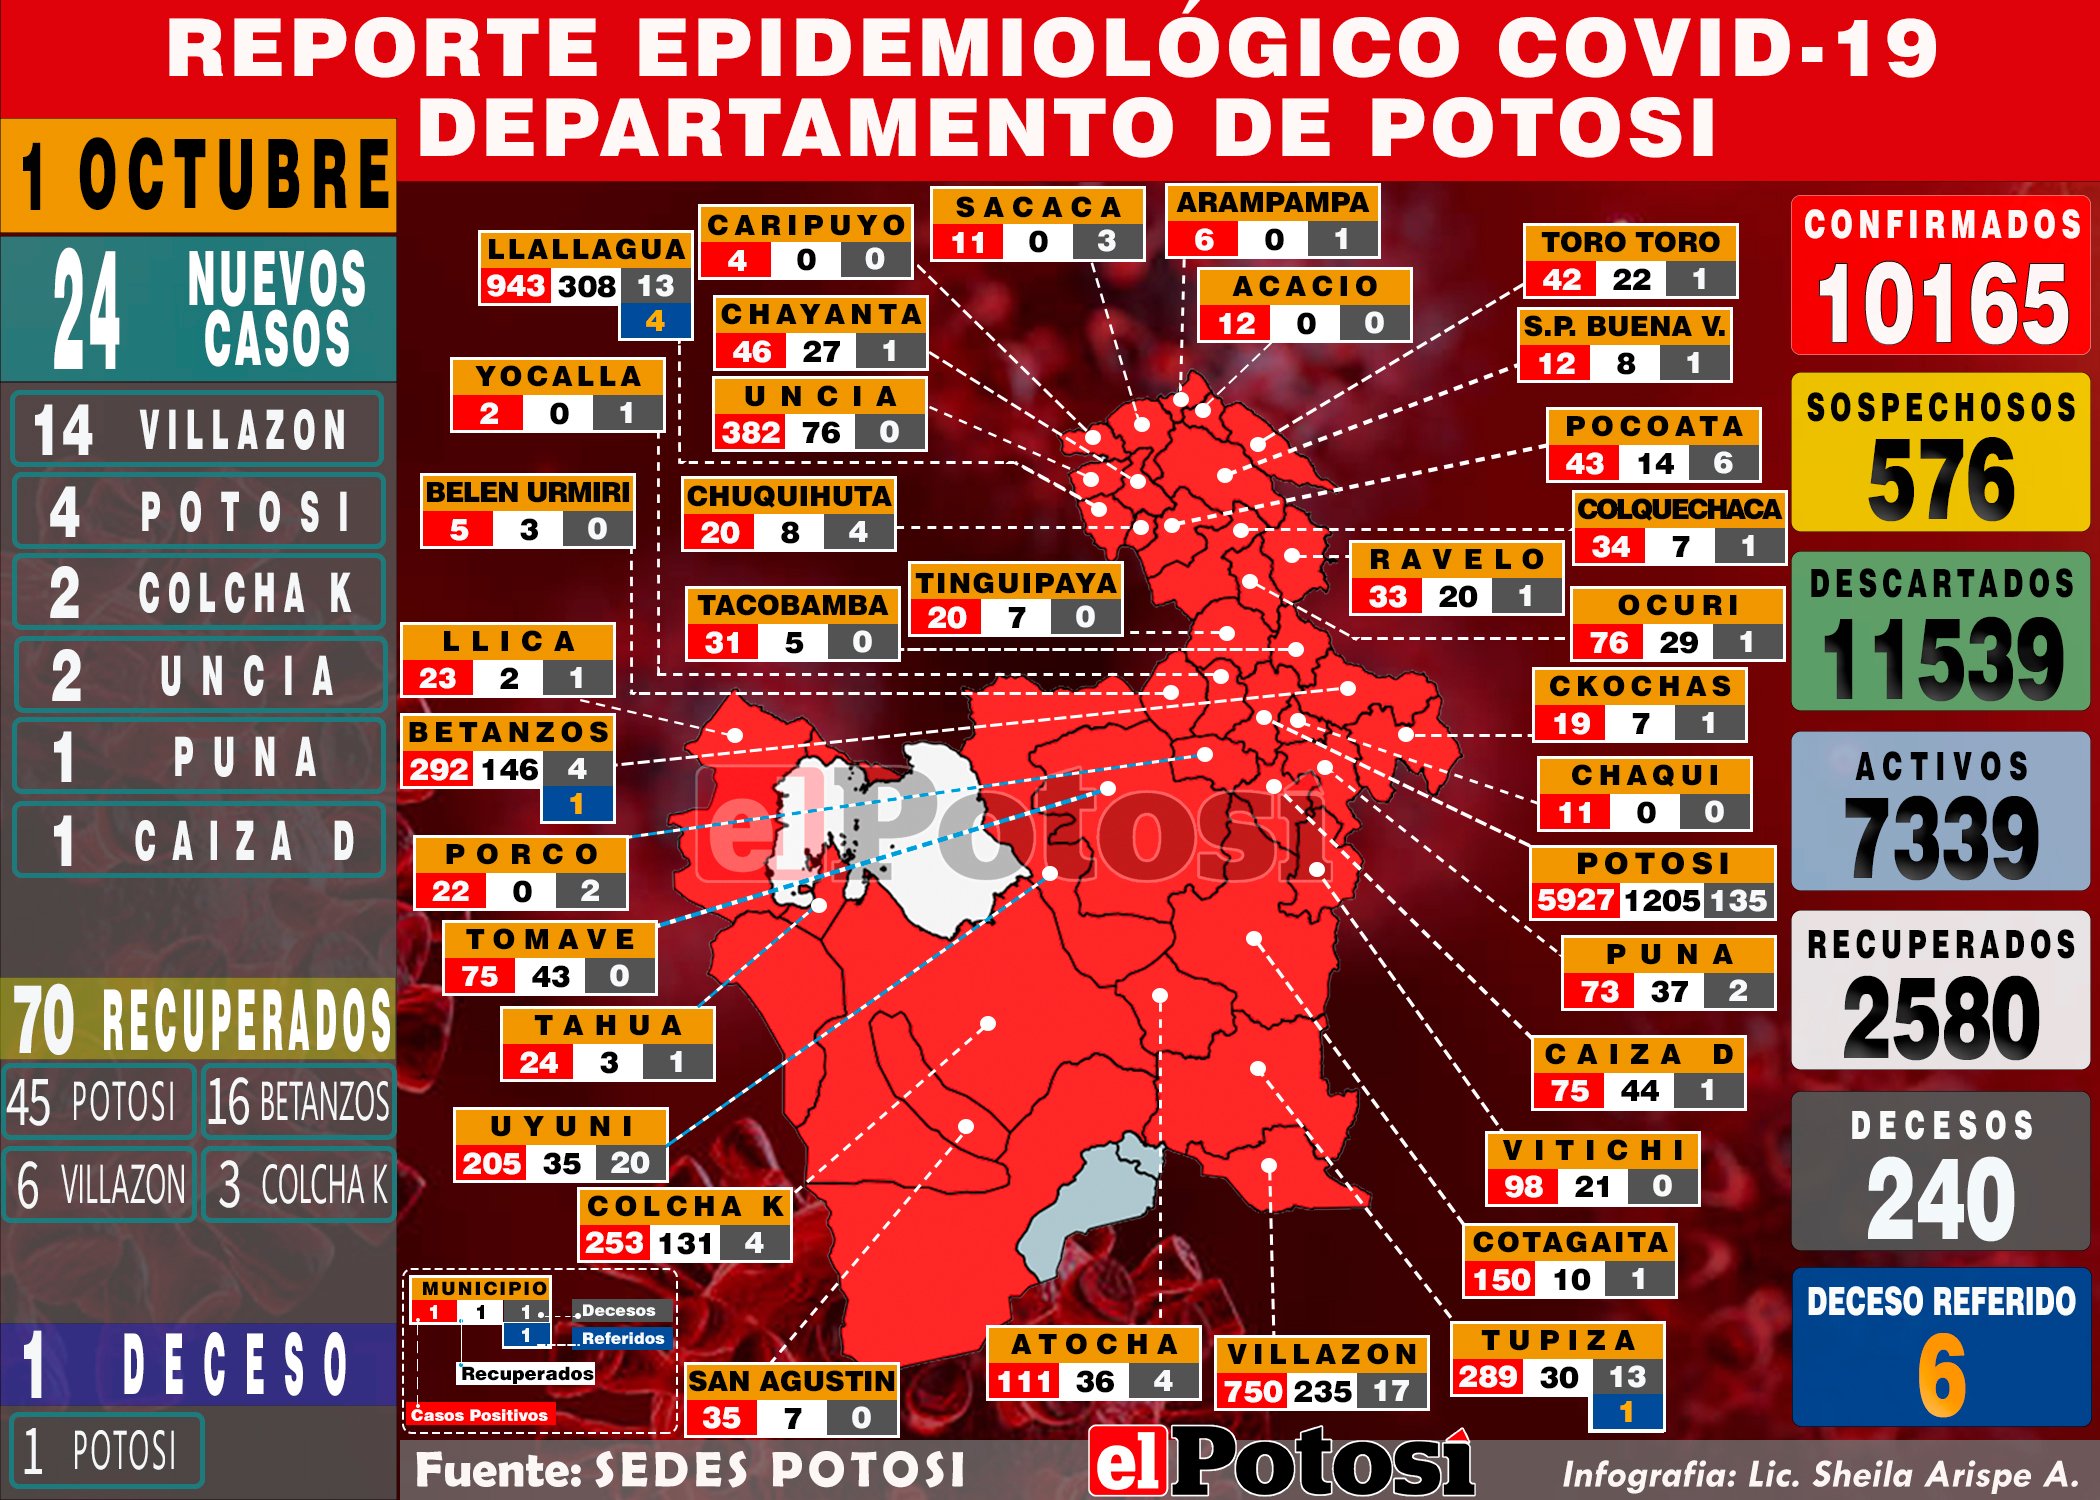 REPORTE EPIDEMIOLÓGICO COVID-19
DEPARTAMENTO DE POTOSI
1 OCTUBRE
24 NUEVOS
CASOS
14 VILLAZON
4 POTOSI
2 COLCHA K
2 UNCIA
1 PUNA
1 CAIZA D
70 RECUPERADOS
45 POTOSI
16 BETANZOS
6 VILLAZON
3 COLCHA K
1 DECESO
1 POTOSI
LLALLAGUA
943 308 13
4
CARIPUYO
4 0 0
SACACA
11 0 3
ARAMPAMPA
6 0 1
ACACIO
12 0 0
TORO TORO
42 22 1
S.P. BUENA V.
12 8 1
CHAYANTA
46 27 1
UNCIA
382 76 0
YOCALLA
2 0 1
POCOATA
43 14 6
BELEN URMIRI
5 3 0
CHUQUIHUTA
20 8 4
COLQUECHACA
34 7 1
RAVELO
33 20 1
TINGUIPAYA
20 7 0
TACOBAMBA
31 5 0
OCURI
76 29 1
LLICA
23 2 1
CKOCHAS
19 7 1
BETANZOS
292 146 4
1
CHAQUI
11 0 0
PORCO
22 0 2
POTOSI
5927 1205 135
TOMAVE
75 43 0
PUNA
73 37 2
TAHUA
24 3 1
CAIZA D
75 44 1
UYUNI
205 35 20
VITICHI
98 21 0
COLCHA K
253 131 4
COTAGAITA
150 10 1
SAN AGUSTIN
35 7 0
ATOCHA
111 36 4
VILLAZON
750 235 17
TUPIZA
289 30 13
1
el Potosí
MUNICIPIO
1 1 1 Decesos
1 Referidos
Recuperados
Casos Positivos
CONFIRMADOS
10165
SOSPECHOSOS
576
DESCARTADOS
11539
ACTIVOS
7339
RECUPERADOS
2580
DECESOS
240
DECESO REFERIDO
6
Fuente: SEDES POTOSI
el Potosí
Infografia: Lic. Sheila Arispe A.